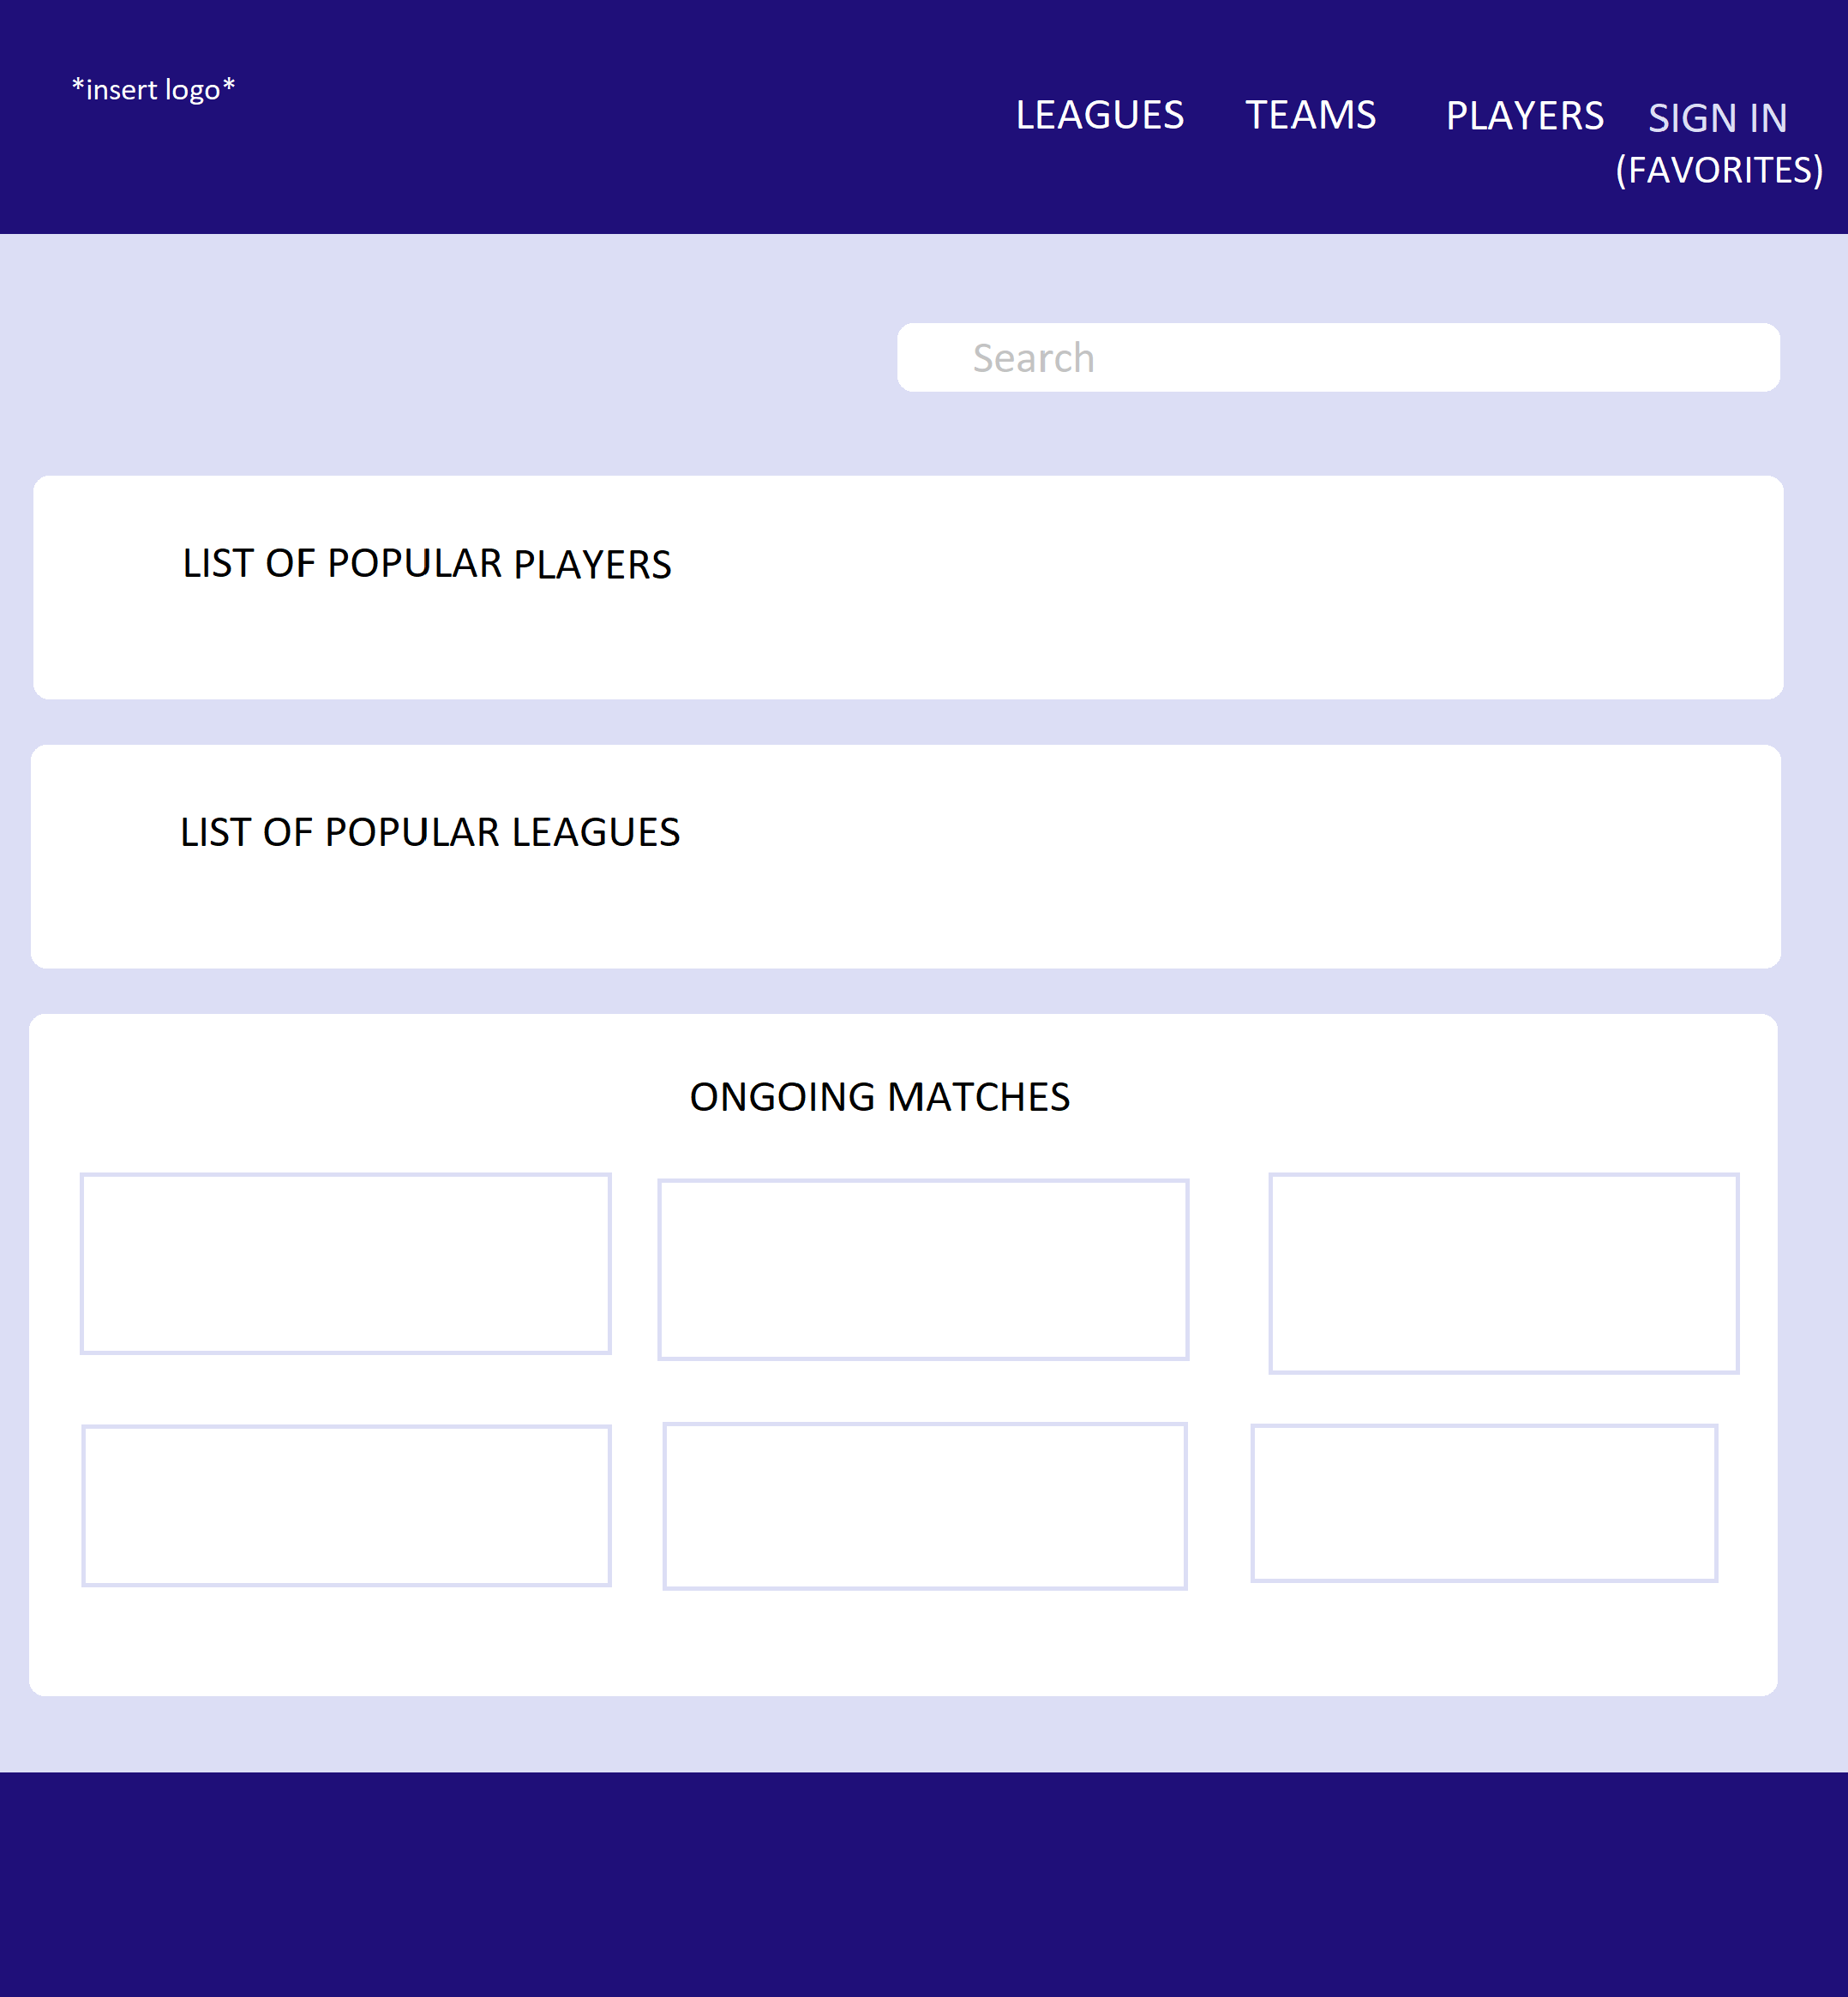 *insert logo*
LEAGUES TEAMS PLAYERS SIGN IN
(FAVORITES)
Search
LIST OF POPULAR PLAYERS
LIST OF POPULAR LEAGUES
ONGOING MATCHES